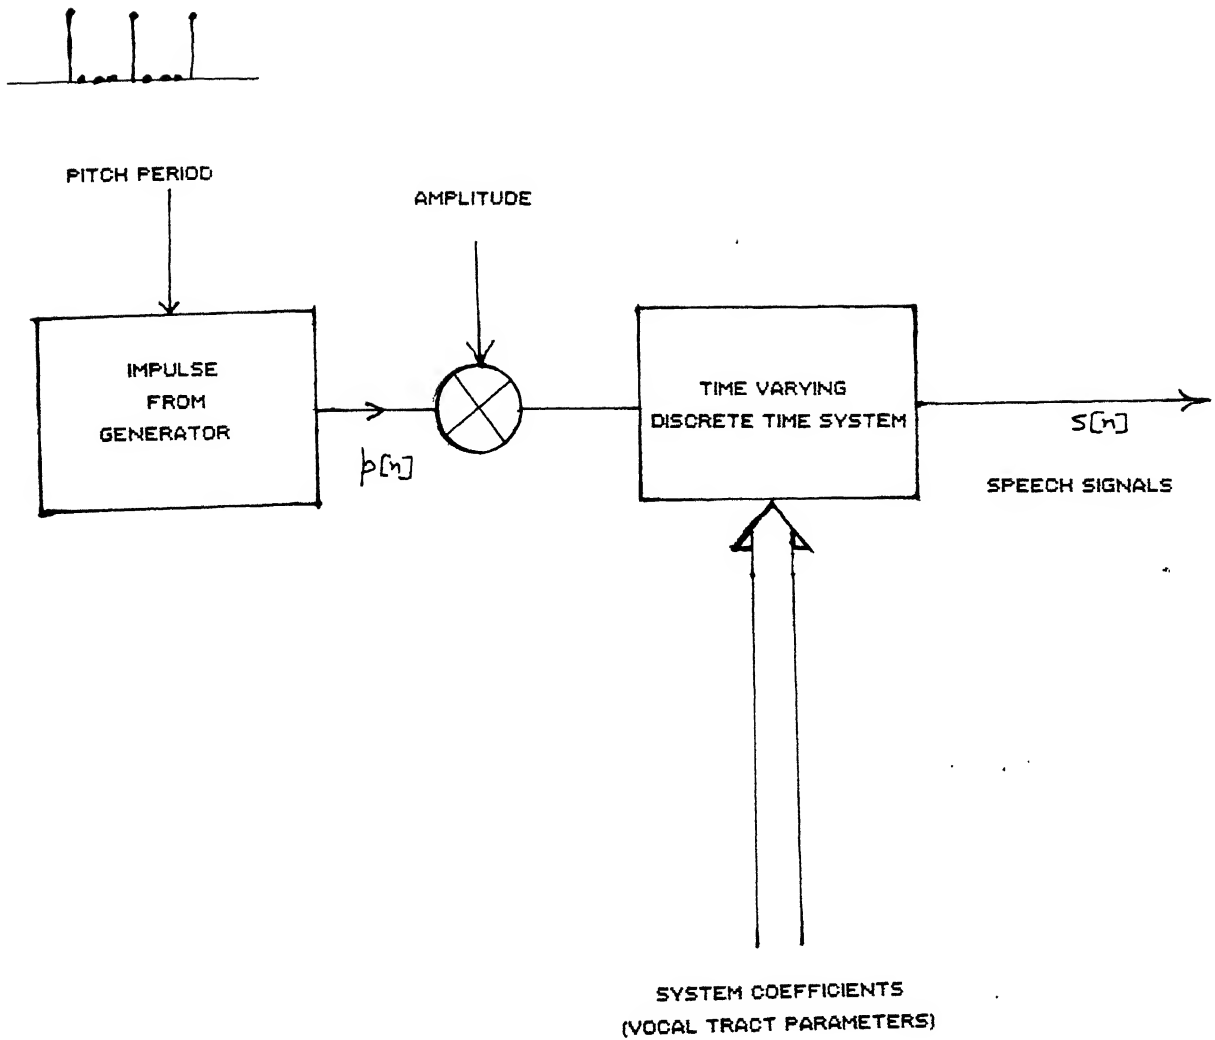 PITCH PERIOD
AMPLITUDE
IMPULSE
FROM
GENERATOR
p[n]
TIME VARYING
DISCRETE TIME SYSTEM
S[n]
SPEECH SIGNALS
SYSTEM COEFFICIENTS
(VOCAL TRACT PARAMETERS)